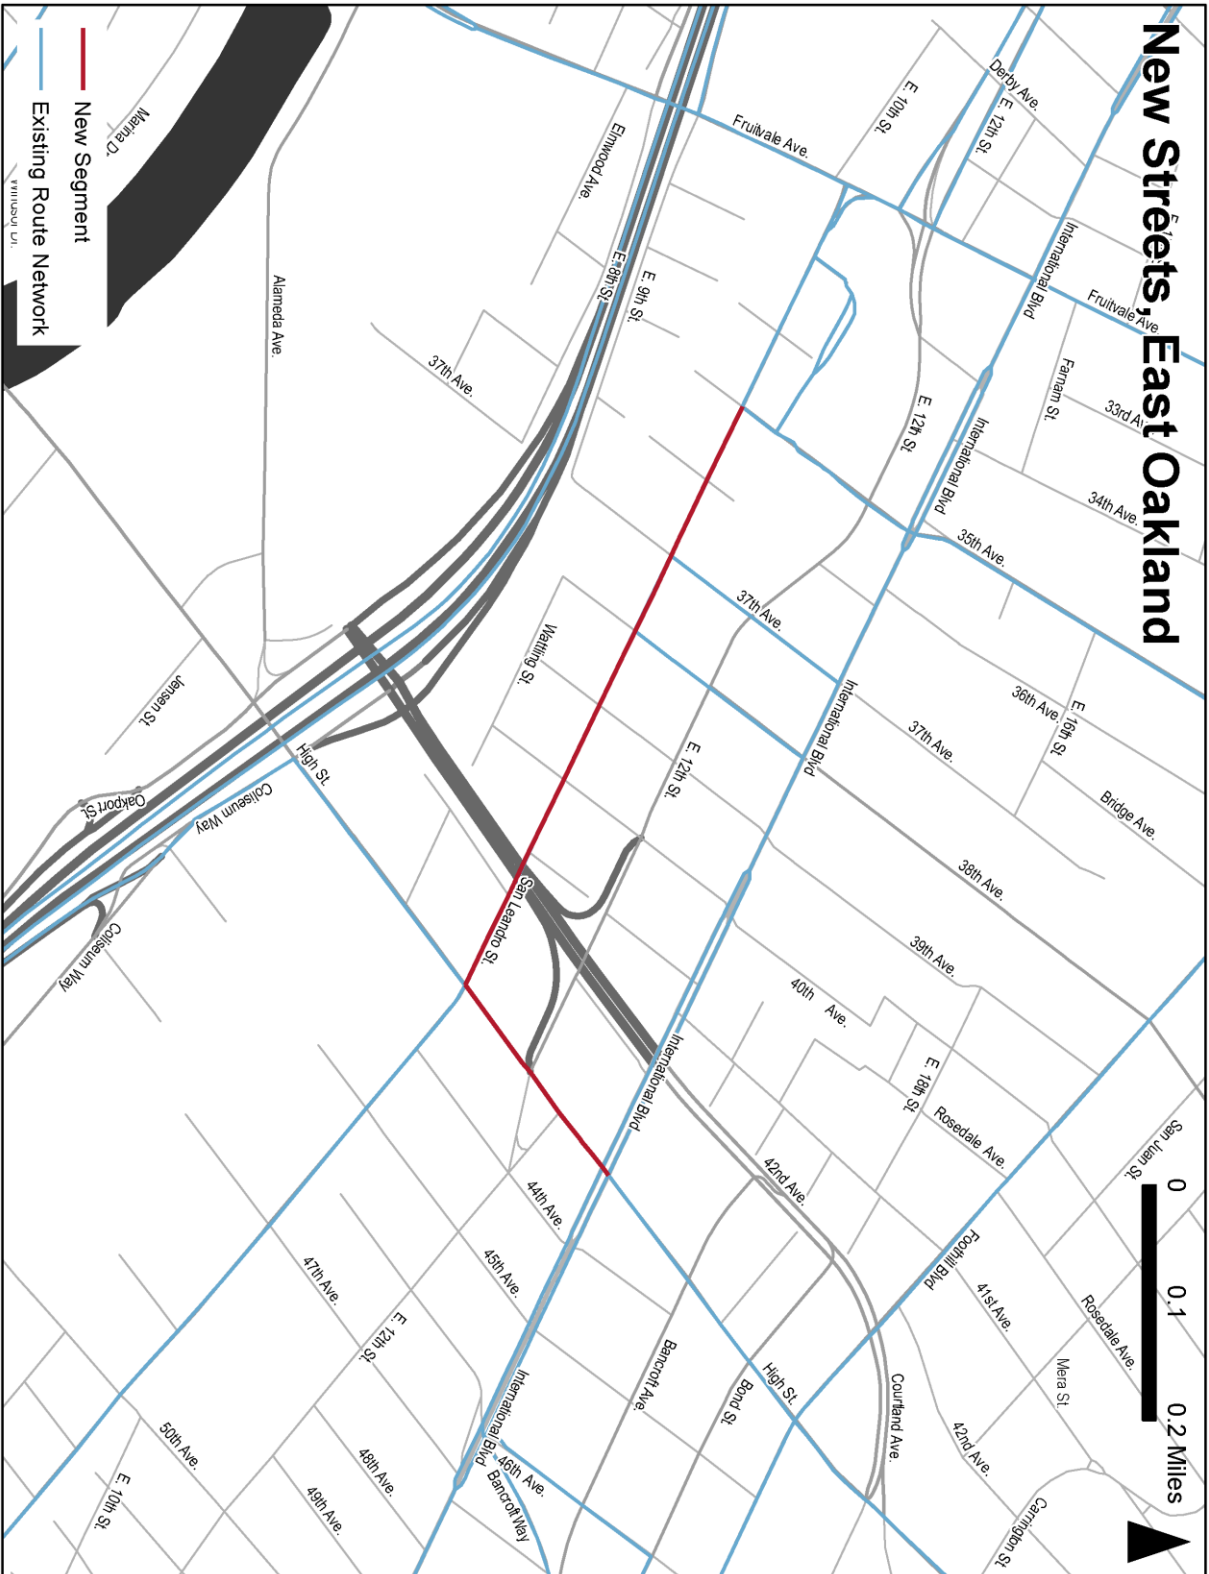 New Streets, East Oakland
0 0.1 0.2 Miles
New Segment
Existing Route Network
Derby Ave.
E. 12th St.
E. 10th St.
Fruitvale Ave.
International Blvd
Fruitvale Ave.
Elmwood Ave.
Marina
E. 8th St.
E. 9th St.
Alameda Ave.
37th Ave.
E. 12th St.
International Blvd
Farnam St.
33rd Av
34th Ave.
35th Ave.
37th Ave.
Watting St.
36th Ave.
E. 16th St.
37th Ave.
Bridge Ave.
International Blvd
E. 12th St.
Jensen St.
High St.
Oakport St.
Coliseum Way
Coliseum Way
38th Ave.
39th Ave.
40th Ave.
San Leandro St.
International Blvd
E. 18th St.
Rosedale Ave.
San Juan St.
42nd Ave.
Foothill Blvd
41st Ave.
Rosedale Ave.
Mera St.
42nd Ave.
Carrington St.
Courtland Ave.
High St.
Bond St.
Bancroft Ave.
44th Ave.
45th Ave.
47th Ave.
E. 12th St.
International Blvd
46th Ave.
Bancroft Way
48th Ave.
49th Ave.
50th Ave.
E. 10th St.